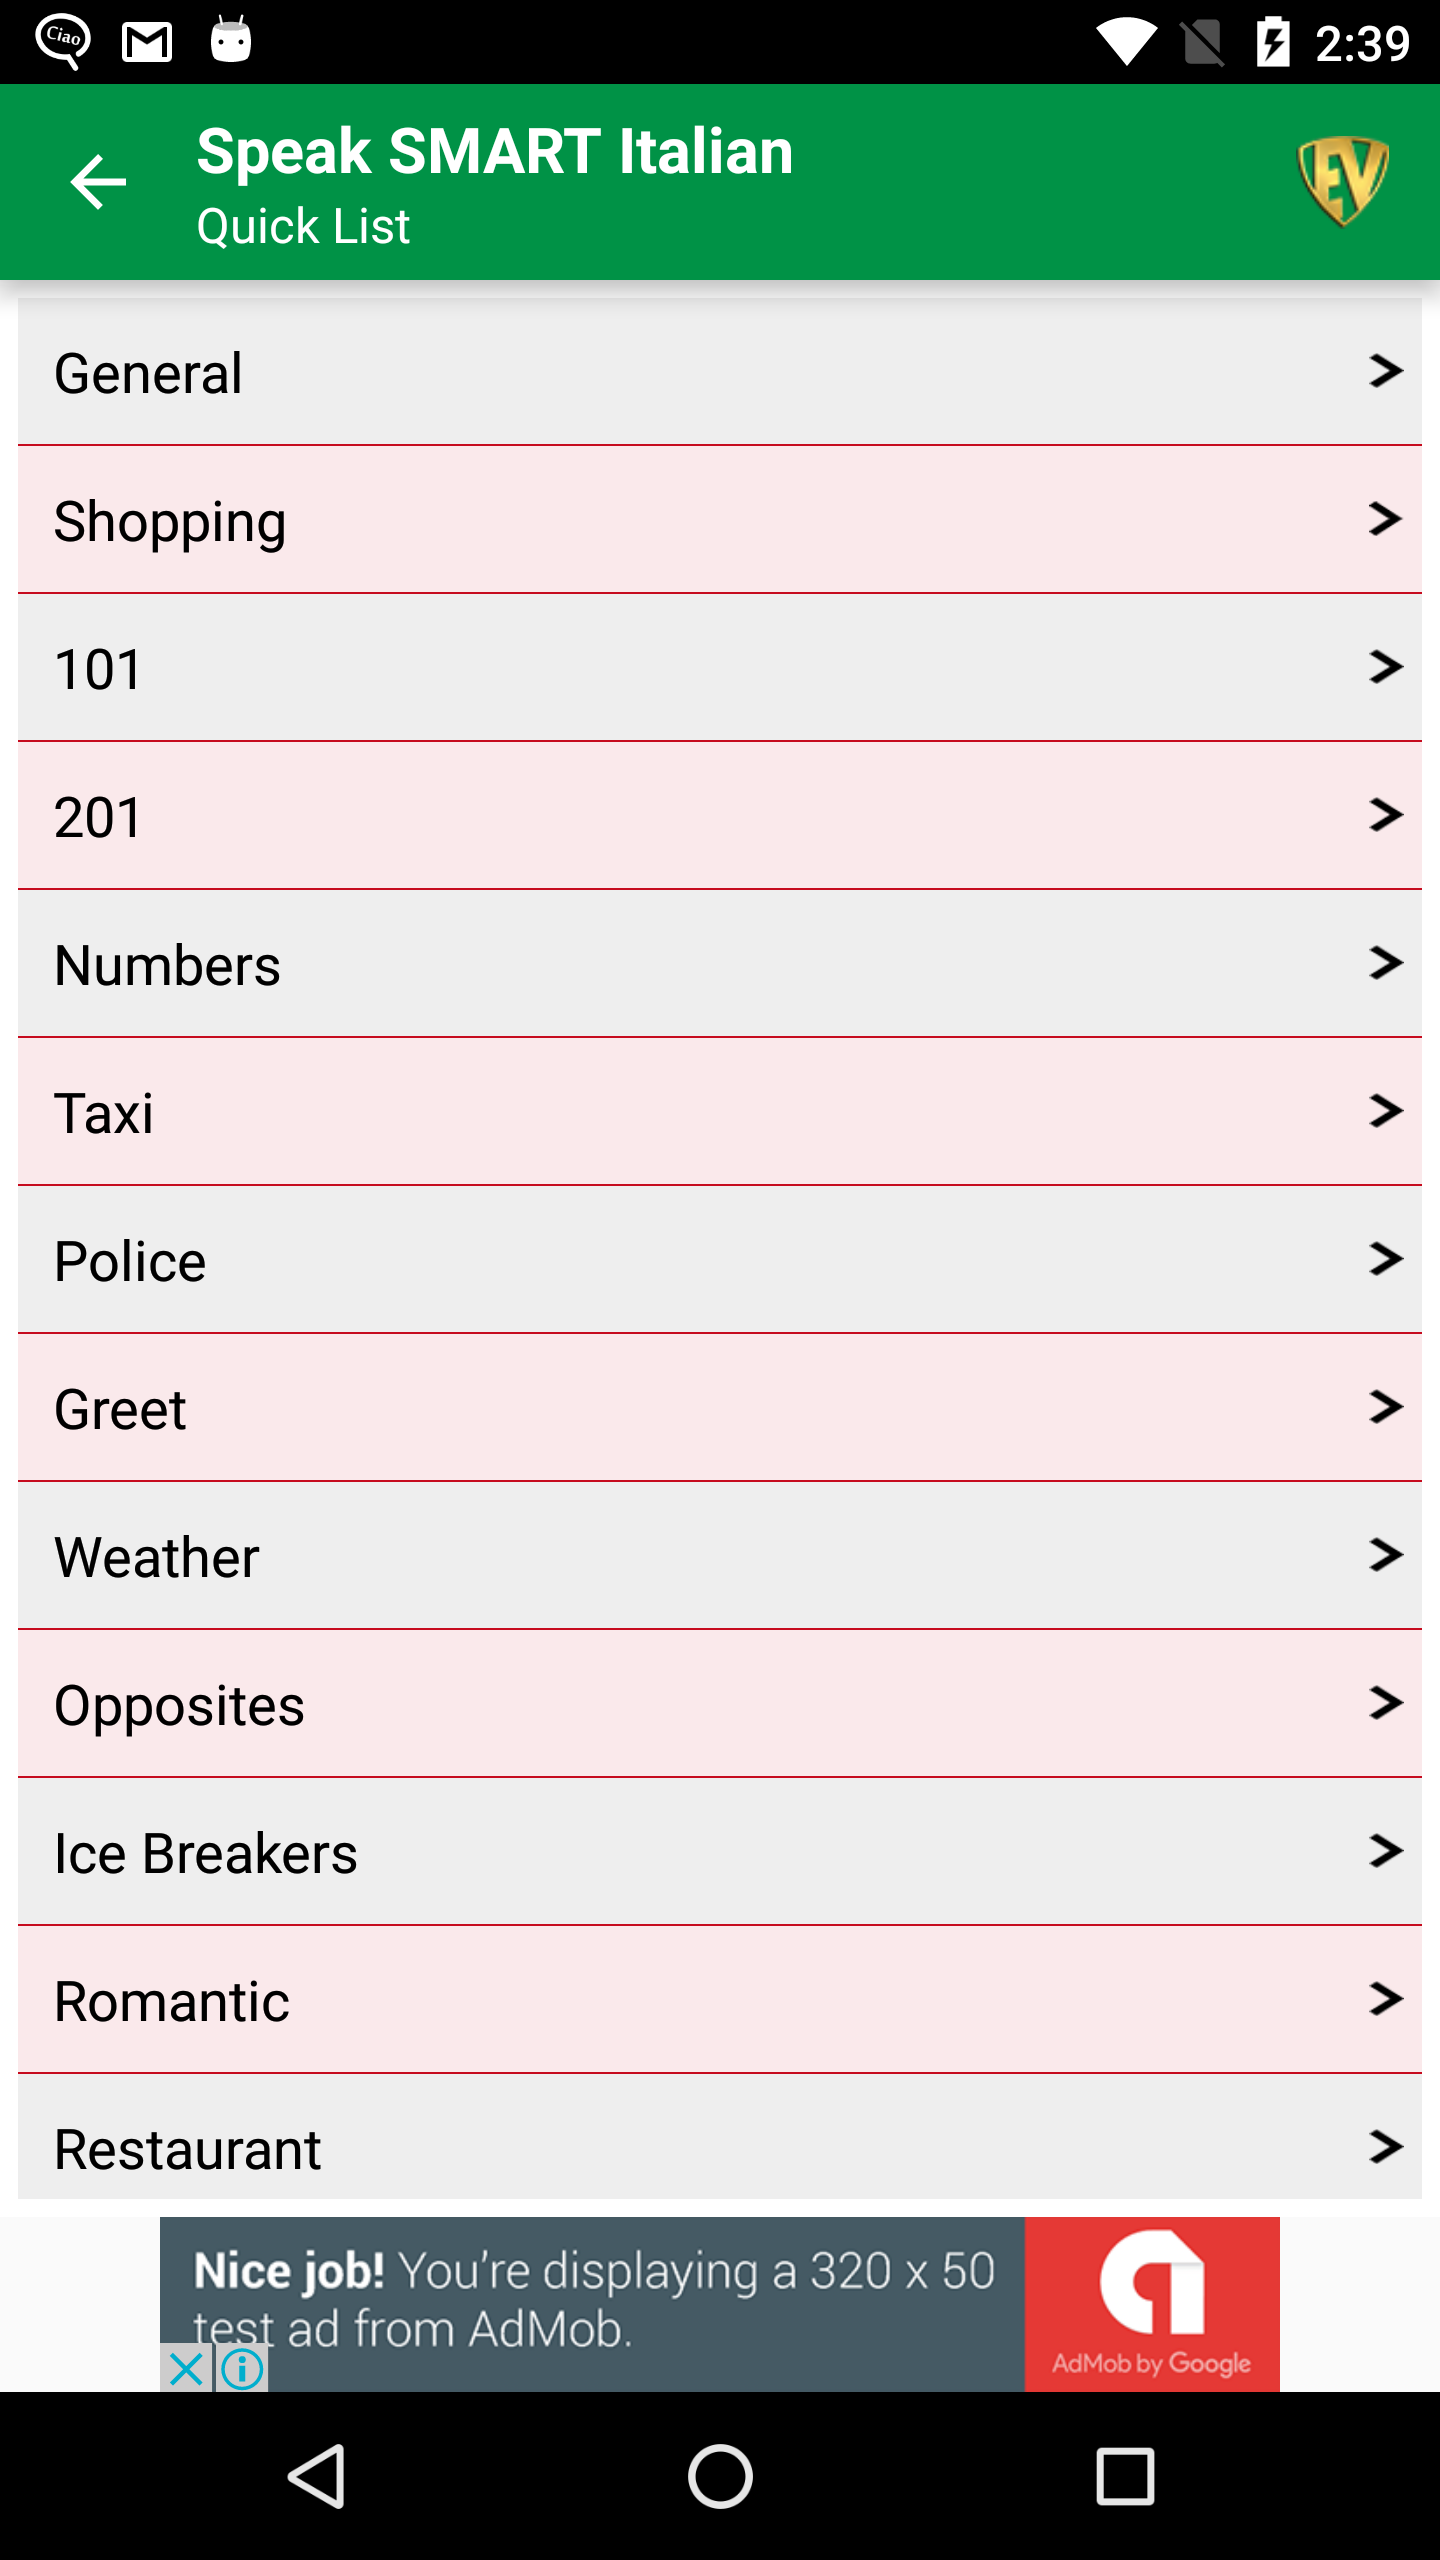 Ciao
2:39
Speak SMART Italian
EV
Quick List
General
Shopping
101
201
Numbers
Taxi
Police
Greet
Weather
Opposites
Ice Breakers
Romantic
Restaurant
Nice job! You're displaying a 320 x 50
test ad from AdMob.
AdMob by Google